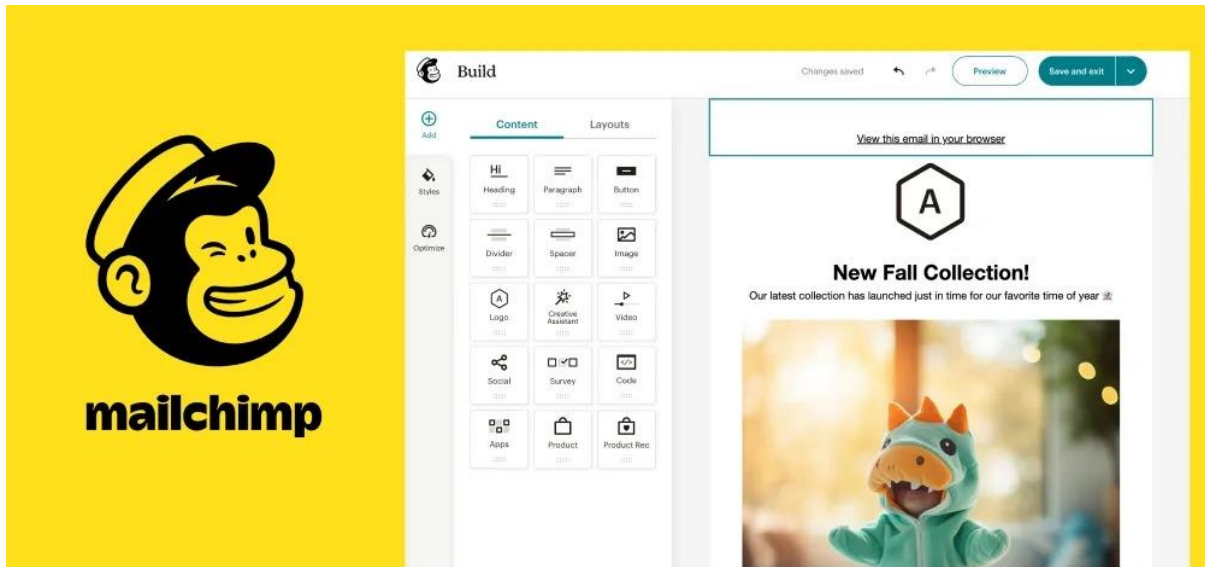 mailchimp
Build
Changes saved
Preview
Save and exit
Add
Styles
Optimize
Content
Layouts
Hi
Heading
Paragraph
Button
Divider
Spacer
Image
A
Logo
Creative
Assistant
Video
Social
Survey
</>
Code
Apps
Product
Product Rec
View this email in your browser
A
New Fall Collection!
Our latest collection has launched just in time for our favorite time of year